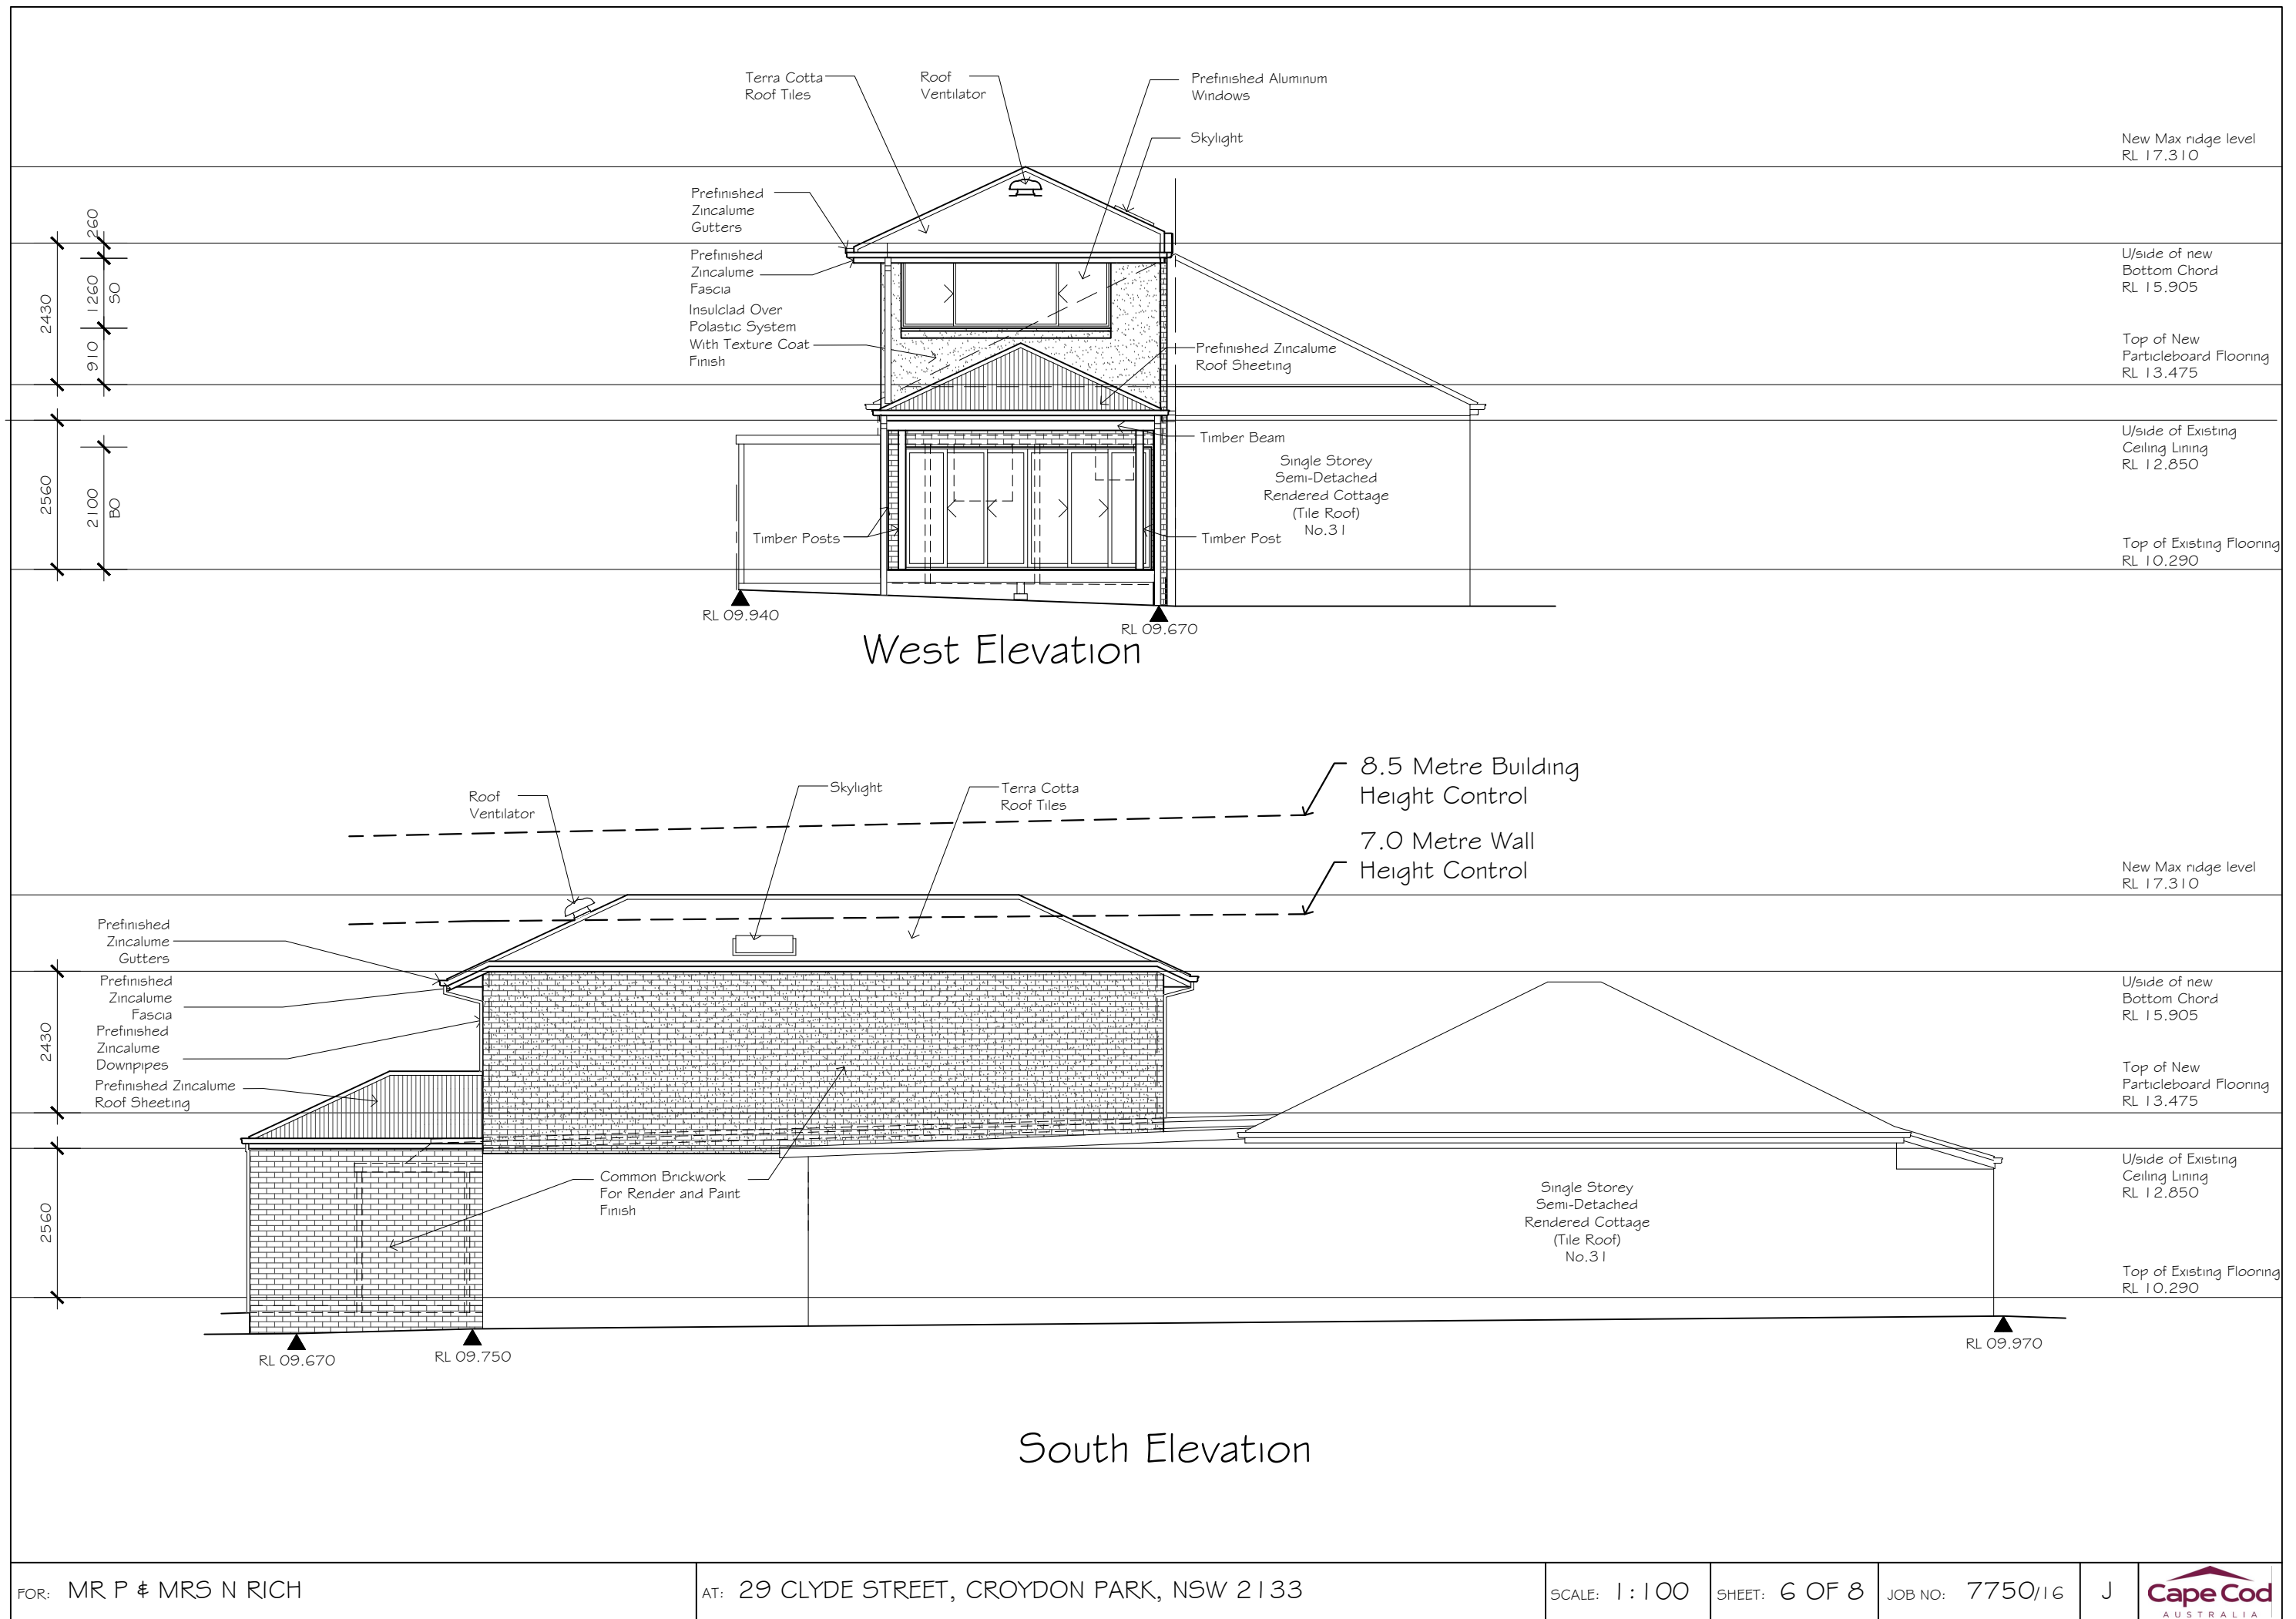 Terra Cotta
Roof Tiles
Roof
Ventilator
Prefinished Aluminum
Windows
Skylight
New Max ridge level
RL 17.310
Prefinished
Zincalume
Gutters
Prefinished
Zincalume
Fascia
Insulclad Over
Polastic System
With Texture Coat
Finish
260
1260
SO
2430
910
U/side of new
Bottom Chord
RL 15.905
Top of New
Particleboard Flooring
RL 13.475
Prefinished Zincalume
Roof Sheeting
Timber Beam
Single Storey
Semi-Detached
Rendered Cottage
(Tile Roof)
No.31
U/side of Existing
Ceiling Lining
RL 12.850
2560
2100
BO
Timber Posts
Timber Post
Top of Existing Flooring
RL 10.290
RL 09.940
RL 09.670
West Elevation
8.5 Metre Building
Height Control
7.0 Metre Wall
Height Control
Roof
Ventilator
Skylight
Terra Cotta
Roof Tiles
New Max ridge level
RL 17.310
Prefinished
Zincalume
Gutters
Prefinished
Zincalume
Fascia
Prefinished
Zincalume
Downpipes
Prefinished Zincalume
Roof Sheeting
2430
U/side of new
Bottom Chord
RL 15.905
Top of New
Particleboard Flooring
RL 13.475
Common Brickwork
For Render and Paint
Finish
Single Storey
Semi-Detached
Rendered Cottage
(Tile Roof)
No.31
U/side of Existing
Ceiling Lining
RL 12.850
2560
Top of Existing Flooring
RL 10.290
RL 09.670
RL 09.750
RL 09.970
South Elevation
FOR: MR P & MRS N RICH
AT: 29 CLYDE STREET, CROYDON PARK, NSW 2133
SCALE: 1:100
SHEET: 6 OF 8
JOB NO: 7750/16
J
Cape Cod
AUSTRALIA